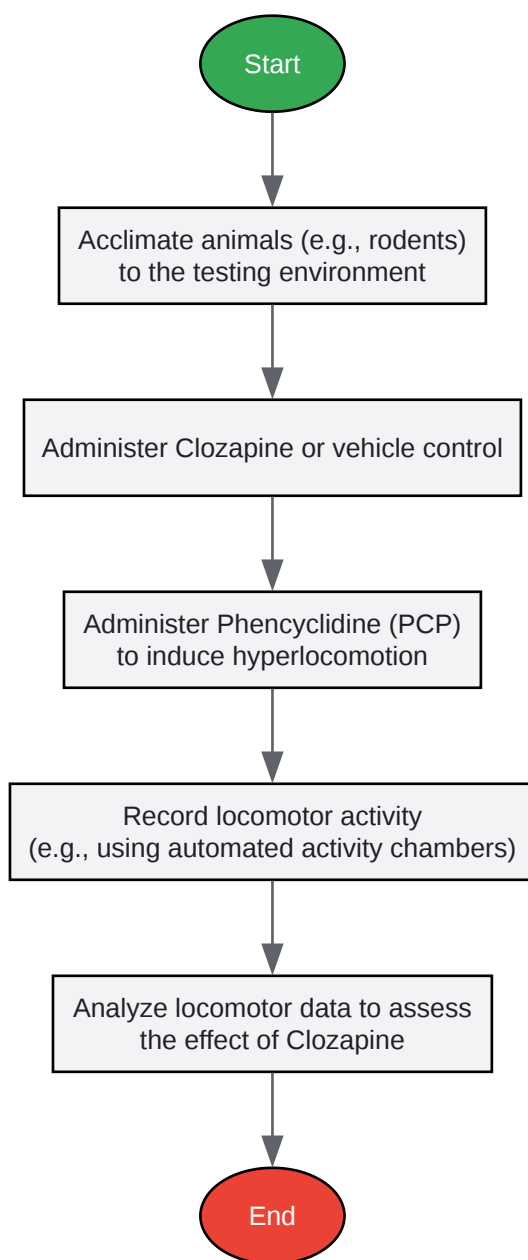 Start
Acclimate animals (e.g., rodents)
to the testing environment
Administer Clozapine or vehicle control
Administer Phencyclidine (PCP)
to induce hyperlocomotion
Record locomotor activity
(e.g., using automated activity chambers)
Analyze locomotor data to assess
the effect of Clozapine
End